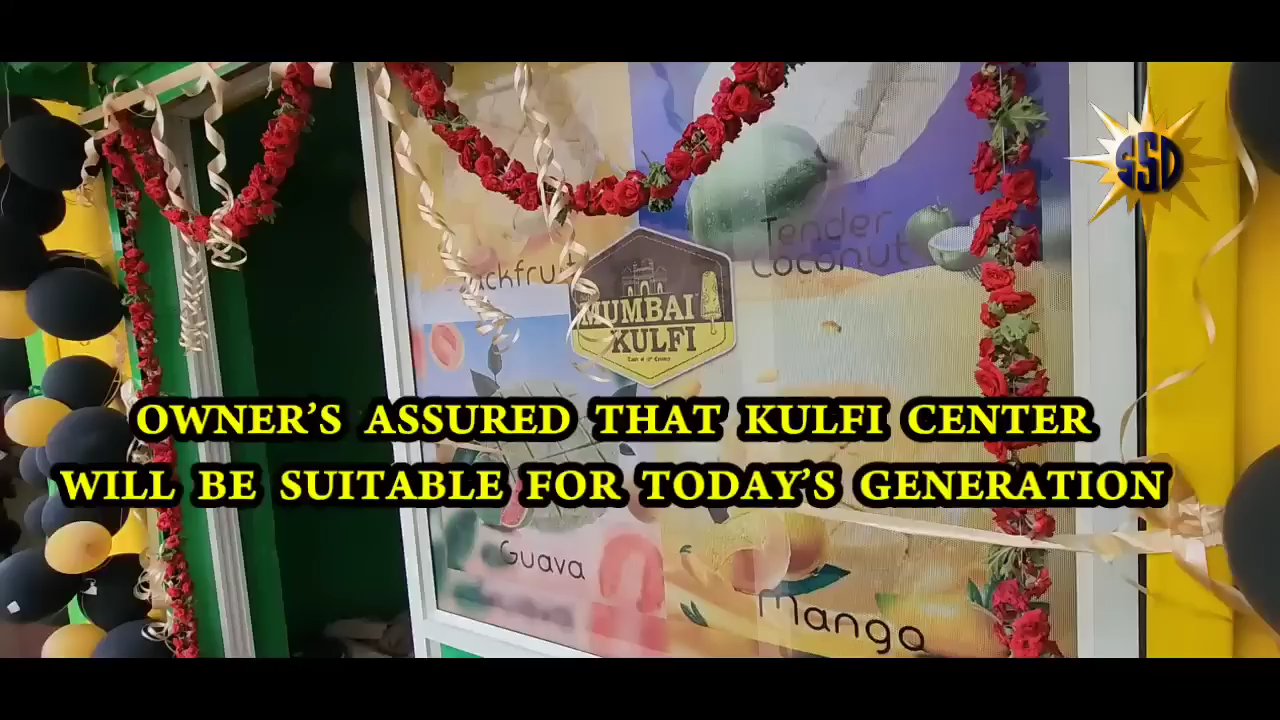 SSD
Tender
Coconut
MUMBAI
KULFI
OWNER'S ASSURED THAT KULFI CENTER
WILL BE SUITABLE FOR TODAY'S GENERATION
Guava
Mango